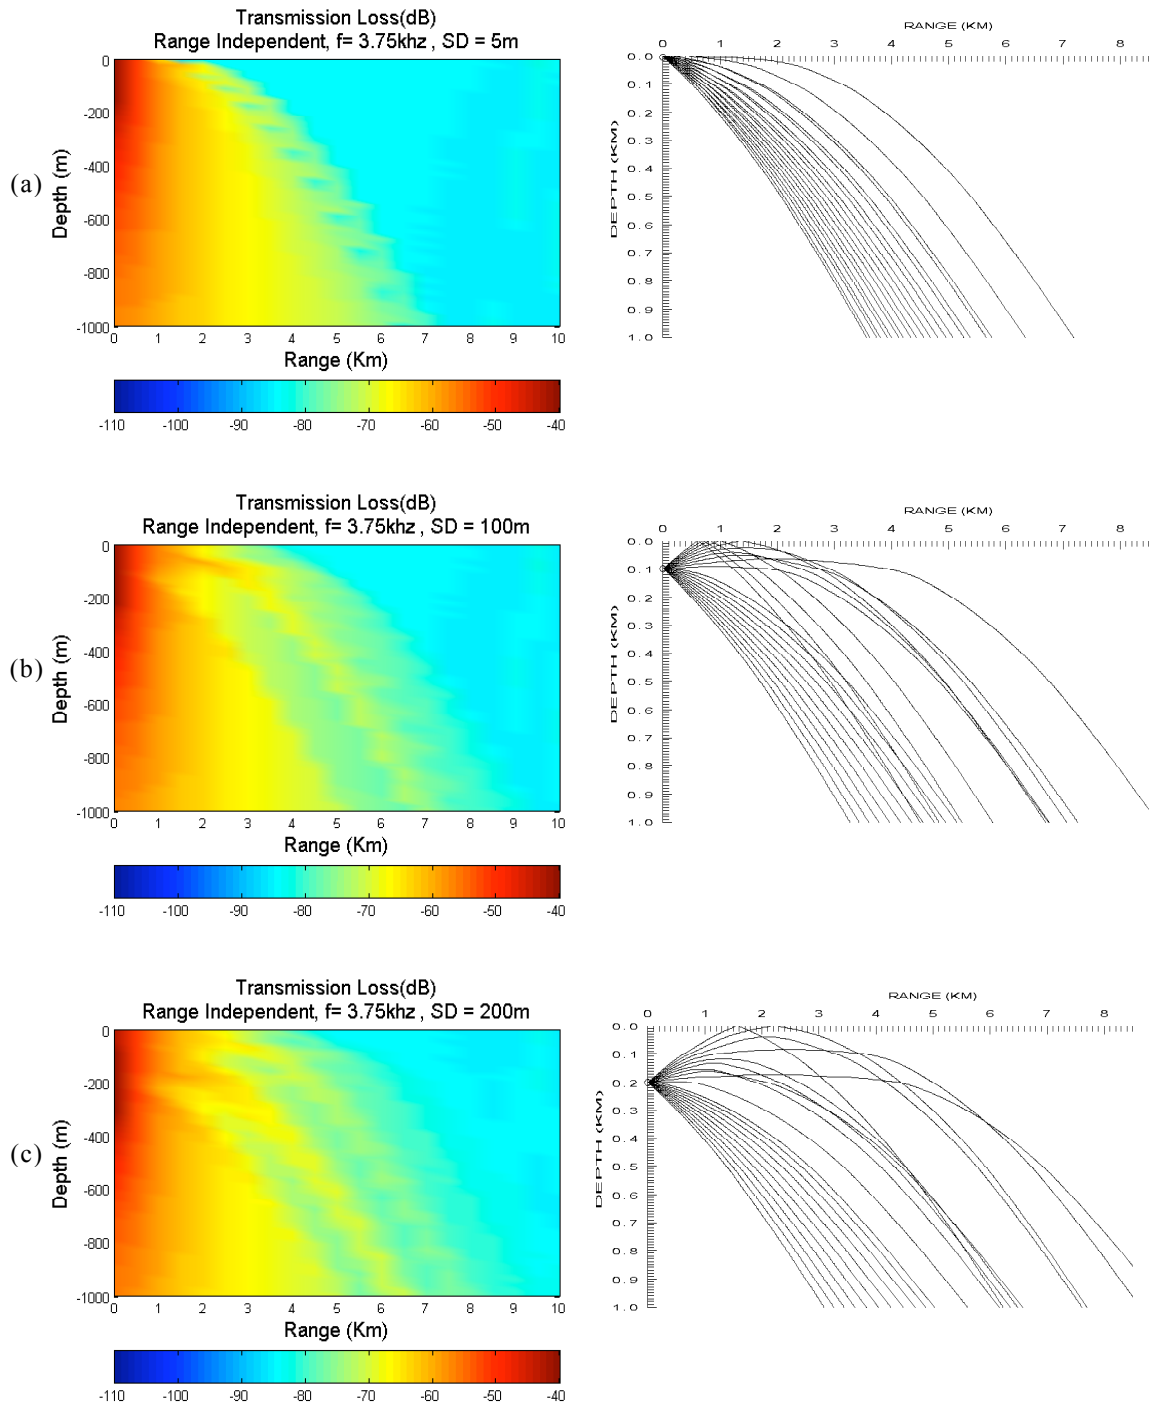 (a)
Transmission Loss(dB)
Range Independent, f= 3.75khz , SD = 5m
0
-200
-400
-600
-800
-1000
Depth (m)
0 1 2 3 4 5 6 7 8 9 10
Range (Km)
-110 -100 -90 -80 -70 -60 -50 -40
RANGE (KM)
0 1 2 3 4 5 6 7 8
0.0
0.1
0.2
0.3
0.4
0.5
0.6
0.7
0.8
0.9
1.0
DEPTH (KM)
(b)
Transmission Loss(dB)
Range Independent, f= 3.75khz , SD = 100m
0
-200
-400
-600
-800
-1000
Depth (m)
0 1 2 3 4 5 6 7 8 9 10
Range (Km)
-110 -100 -90 -80 -70 -60 -50 -40
RANGE (KM)
0 1 2 3 4 5 6 7 8
0.0
0.1
0.2
0.3
0.4
0.5
0.6
0.7
0.8
0.9
1.0
DEPTH (KM)
(c)
Transmission Loss(dB)
Range Independent, f= 3.75khz , SD = 200m
0
-200
-400
-600
-800
-1000
Depth (m)
0 1 2 3 4 5 6 7 8 9 10
Range (Km)
-110 -100 -90 -80 -70 -60 -50 -40
RANGE (KM)
0 1 2 3 4 5 6 7 8
0.0
0.1
0.2
0.3
0.4
0.5
0.6
0.7
0.8
0.9
1.0
DEPTH (KM)